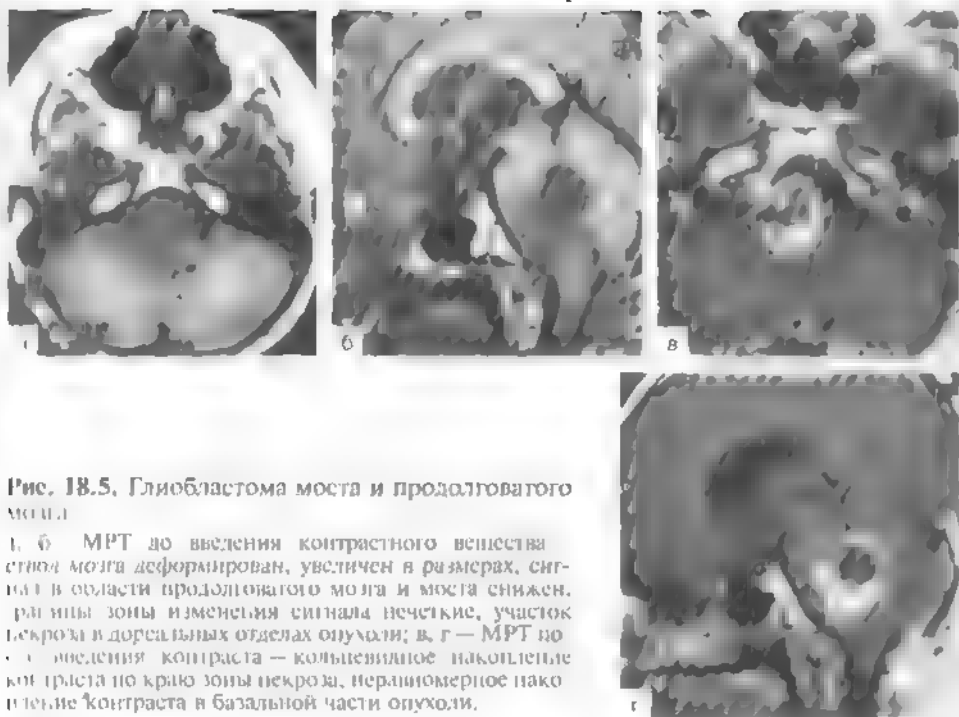 б
в
Рис. 18.5. Глиобластома моста и продолговатого
мозга
а, б МРТ до введения контрастного вещества
ствол мозга деформирован, увеличен в размерах, сиг-
нал в области продолговатого мозга и моста снижен.
границы зоны изменения сигнала нечеткие, участок
некроза в дорсальных отделах опухоли; в, г — МРТ по
введения контраста — кольцевидное накопление
контраста по краю зоны некроза, неравномерное нако
пление контраста в базальной части опухоли.
г